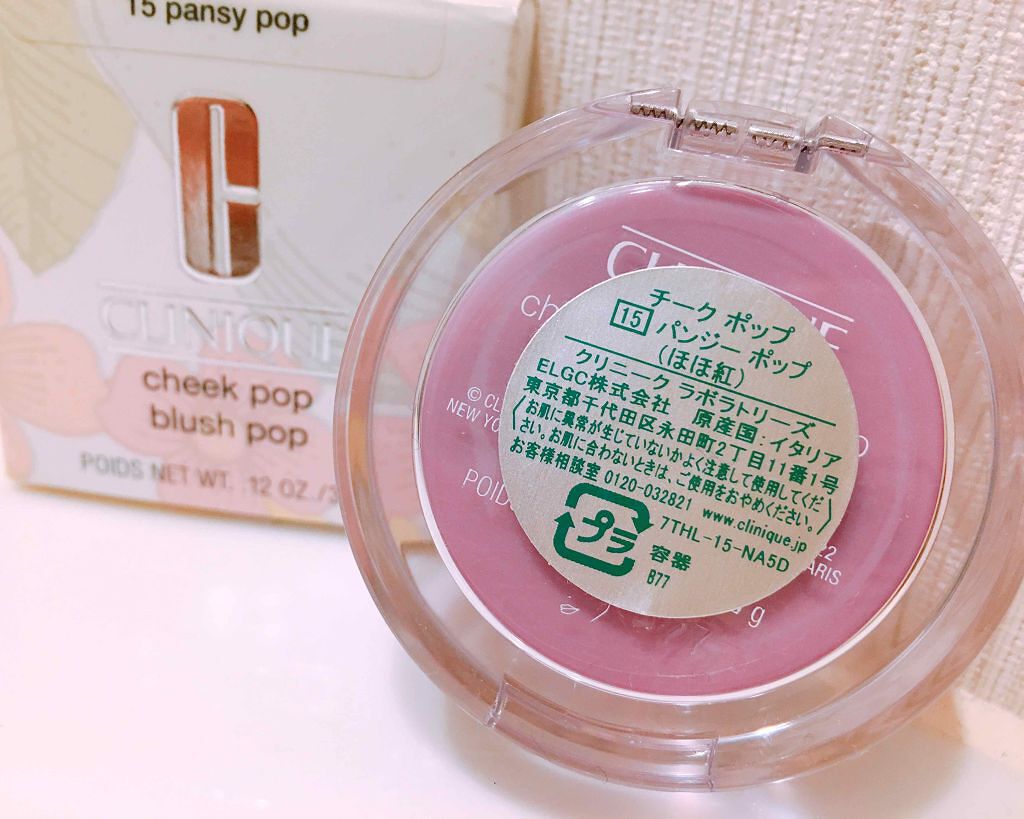 15 pansy pop
CLINIQUE
cheek pop
blush pop
POIDS NET WT. .12 OZ./3
チーク ポップ
15 パンジー ポップ
(ほほ紅)
クリニーク ラボラトリーズ
ELGC株式会社 原産国:イタリア
東京都千代田区永田町2丁目11番1号
お肌に異常が生じていないかよく注意して使用してくだ
さい。お肌に合わないときは、ご使用をおやめください。
お客様相談室 0120-032821 www.clinique.jp
7THL-15-NA5D
プラ
容器
B77
© CL
NEW YO
POID
ARIS
g